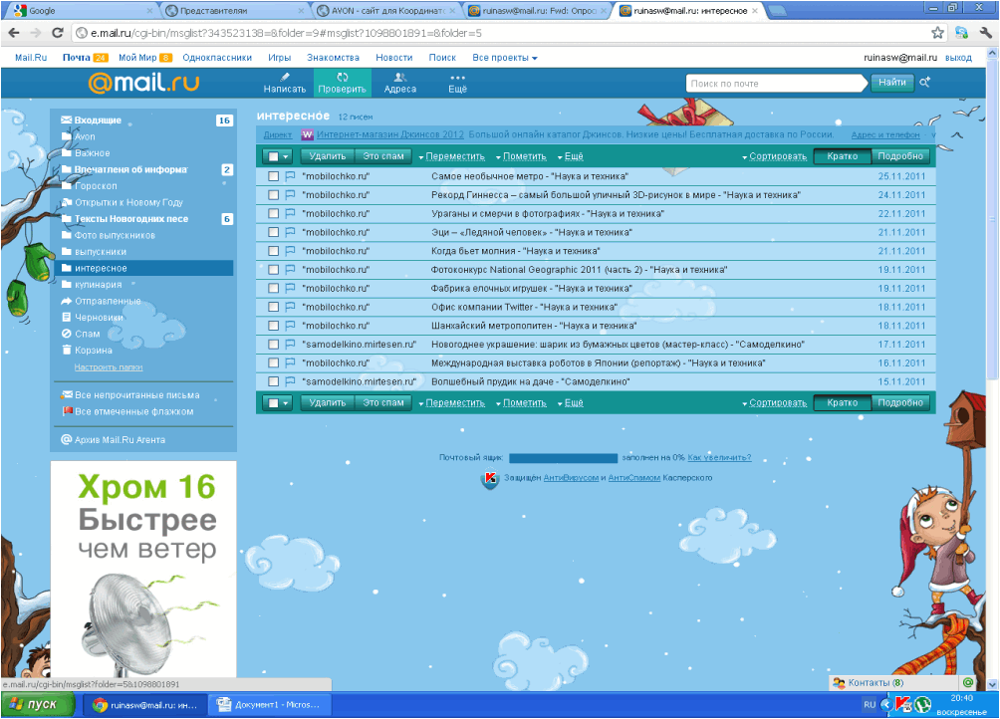 Google
Представителям
AVON - сайт для Координато
ruinasw@mail.ru: Fwd: Опрос
ruinasw@mail.ru: интересное
e.mail.ru/cgi-bin/msglist?343523138=&folder=9#msglist?1098801891=&folder=5
Mail.Ru Почта 24 Мой Мир 8 Одноклассники Игры Знакомства Новости Поиск Все проекты ruinasw@mail.ru выход
@mail.ru Написать Проверить Адреса Ещё Поиск по почте Найти
Входящие 16
Avon
Важное
Впечатленя об информа 2
Гороскоп
Открытки к Новому Году
Тексты Новогодних песе 6
Фото выпускников
выпускники
интересное
кулинария
Отправленные
Черновики
Спам
Корзина
Настроить папки
Все непрочитанные письма
Все отмеченные флажком
Архив Mail.Ru Агента
Хром 16
Быстрее
чем ветер
интересное 12 писем
Директ W Интернет-магазин Джинсов 2012 Большой онлайн каталог Джинсов. Низкие цены! Бесплатная доставка по России. Адрес и телефон
Удалить Это спам Переместить Пометить Ещё Сортировать Кратко Подробно
"mobilochko.ru" Самое необычное метро - "Наука и техника" 25.11.2011
"mobilochko.ru" Рекорд Гиннесса – самый большой уличный 3D-рисунок в мире - "Наука и техника" 24.11.2011
"mobilochko.ru" Ураганы и смерчи в фотографиях - "Наука и техника" 22.11.2011
"mobilochko.ru" Эци – «Ледяной человек» - "Наука и техника" 21.11.2011
"mobilochko.ru" Когда бьет молния - "Наука и техника" 21.11.2011
"mobilochko.ru" Фотоконкурс National Geographic 2011 (часть 2) - "Наука и техника" 19.11.2011
"mobilochko.ru" Фабрика елочных игрушек - "Наука и техника" 19.11.2011
"mobilochko.ru" Офис компании Twitter - "Наука и техника" 18.11.2011
"mobilochko.ru" Шанхайский метрополитен - "Наука и техника" 18.11.2011
"samodelkino.mirtesen.ru" Новогоднее украшение: шарик из бумажных цветов (мастер-класс) - "Самоделкино" 17.11.2011
"mobilochko.ru" Международная выставка роботов в Японии (репортаж) - "Наука и техника" 16.11.2011
"samodelkino.mirtesen.ru" Волшебный прудик на даче - "Самоделкино" 15.11.2011
Удалить Это спам Переместить Пометить Ещё Сортировать Кратко Подробно
Почтовый ящик: заполнен на 0% Как увеличить?
Защищён АнтиВирусом и АнтиСпамом Касперского
e.mail.ru/cgi-bin/msglist?folder=5&1098801891
Контакты (8)
пуск ruinasw@mail.ru: ин... Документ1 - Micros... RU 20:40
воскресенье